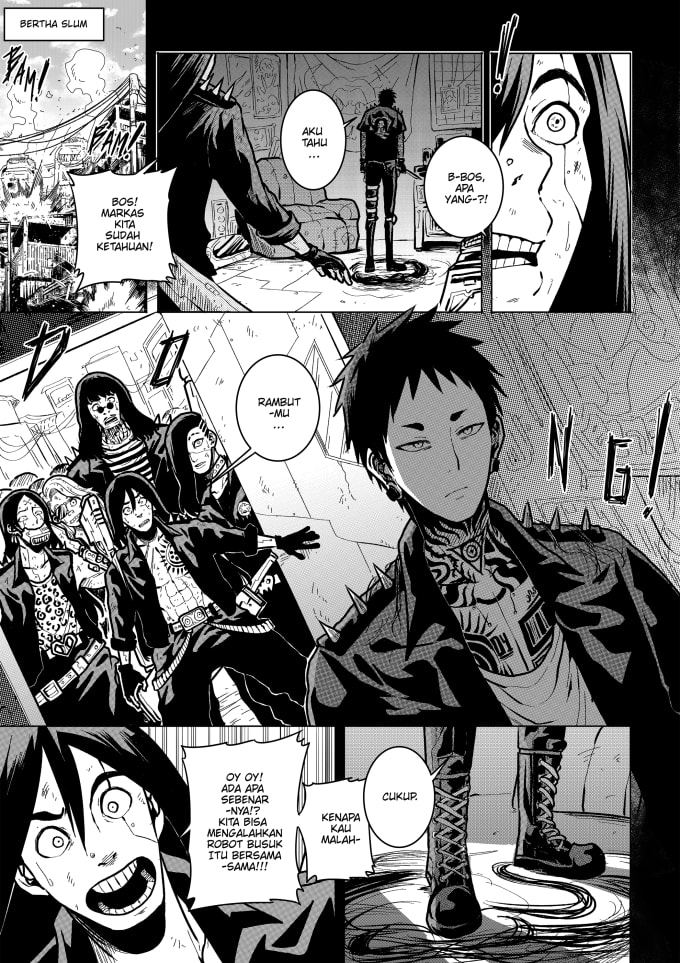 BERTHA SLUM
BAM!
BAM!
BOS!
MARKAS
KITA
SUDAH
KETAHUAN!
AKU
TAHU
...
B-BOS,
APA
YANG-?!
D O N G!
RAMBUT
-MU
...
OY OY!
ADA APA
SEBENAR
-NYA!?
KITA BISA
MENGALAHKAN
ROBOT BUSUK
ITU BERSAMA
-SAMA!!!
KENAPA
KAU
MALAH-
CUKUP.